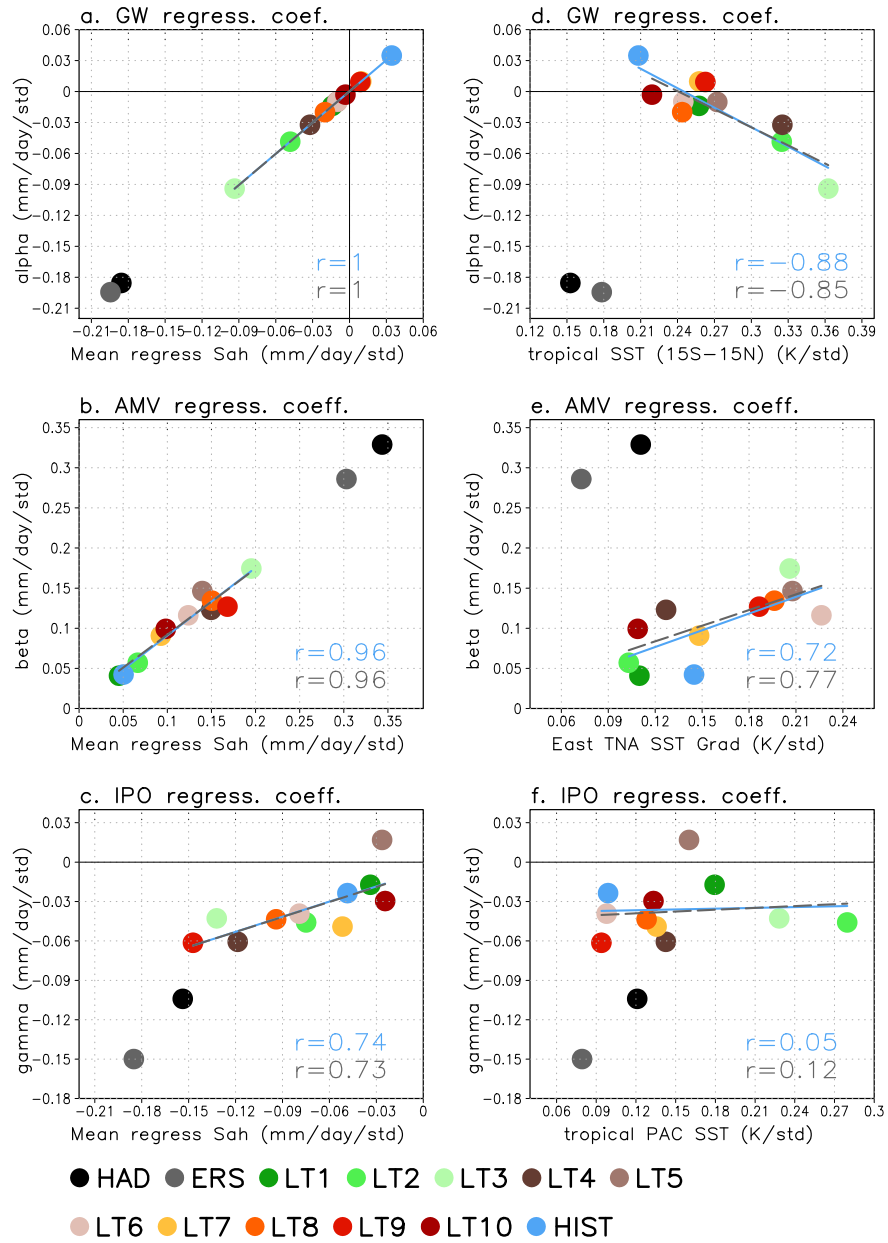 a. GW regress. coef.
0.06
0.03
0
−0.03
−0.06
−0.09
−0.12
−0.15
−0.18
−0.21
alpha (mm/day/std)
r=1
r=1
−0.21 −0.18 −0.15 −0.12 −0.09 −0.06 −0.03 0 0.03 0.06
Mean regress Sah (mm/day/std)
d. GW regress. coef.
0.06
0.03
0
−0.03
−0.06
−0.09
−0.12
−0.15
−0.18
−0.21
alpha (mm/day/std)
r=−0.88
r=−0.85
0.12 0.15 0.18 0.21 0.24 0.27 0.3 0.33 0.36 0.39
tropical SST (15S−15N) (K/std)
b. AMV regress. coeff.
0.35
0.3
0.25
0.2
0.15
0.1
0.05
0
beta (mm/day/std)
r=0.96
r=0.96
0 0.05 0.1 0.15 0.2 0.25 0.3 0.35
Mean regress Sah (mm/day/std)
e. AMV regress. coeff.
0.35
0.3
0.25
0.2
0.15
0.1
0.05
0
beta (mm/day/std)
r=0.72
r=0.77
0.06 0.09 0.12 0.15 0.18 0.21 0.24
East TNA SST Grad (K/std)
c. IPO regress. coeff.
0.03
0
−0.03
−0.06
−0.09
−0.12
−0.15
−0.18
gamma (mm/day/std)
r=0.74
r=0.73
−0.21 −0.18 −0.15 −0.12 −0.09 −0.06 −0.03 0
Mean regress Sah (mm/day/std)
f. IPO regress. coeff.
0.03
0
−0.03
−0.06
−0.09
−0.12
−0.15
−0.18
gamma (mm/day/std)
r=0.05
r=0.12
0.06 0.09 0.12 0.15 0.18 0.21 0.24 0.27 0.3
tropical PAC SST (K/std)
HAD ERS LT1 LT2 LT3 LT4 LT5
LT6 LT7 LT8 LT9 LT10 HIST